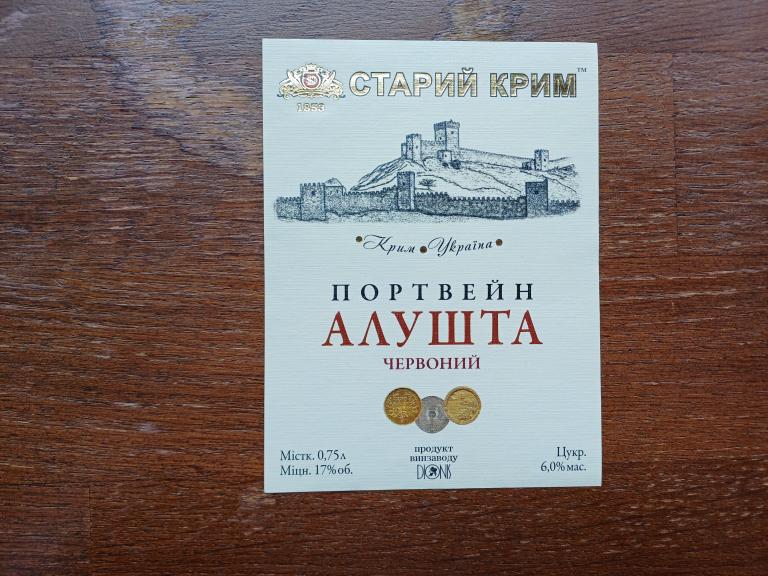 СТАРИЙ КРИМ™
1853
Крим Україна
ПОРТВЕЙН
АЛУШТА
ЧЕРВОНИЙ
Містк. 0,75л
Міцн. 17%об.
продукт
винзаводу
DIONIS
Цукр.
6,0%мас.